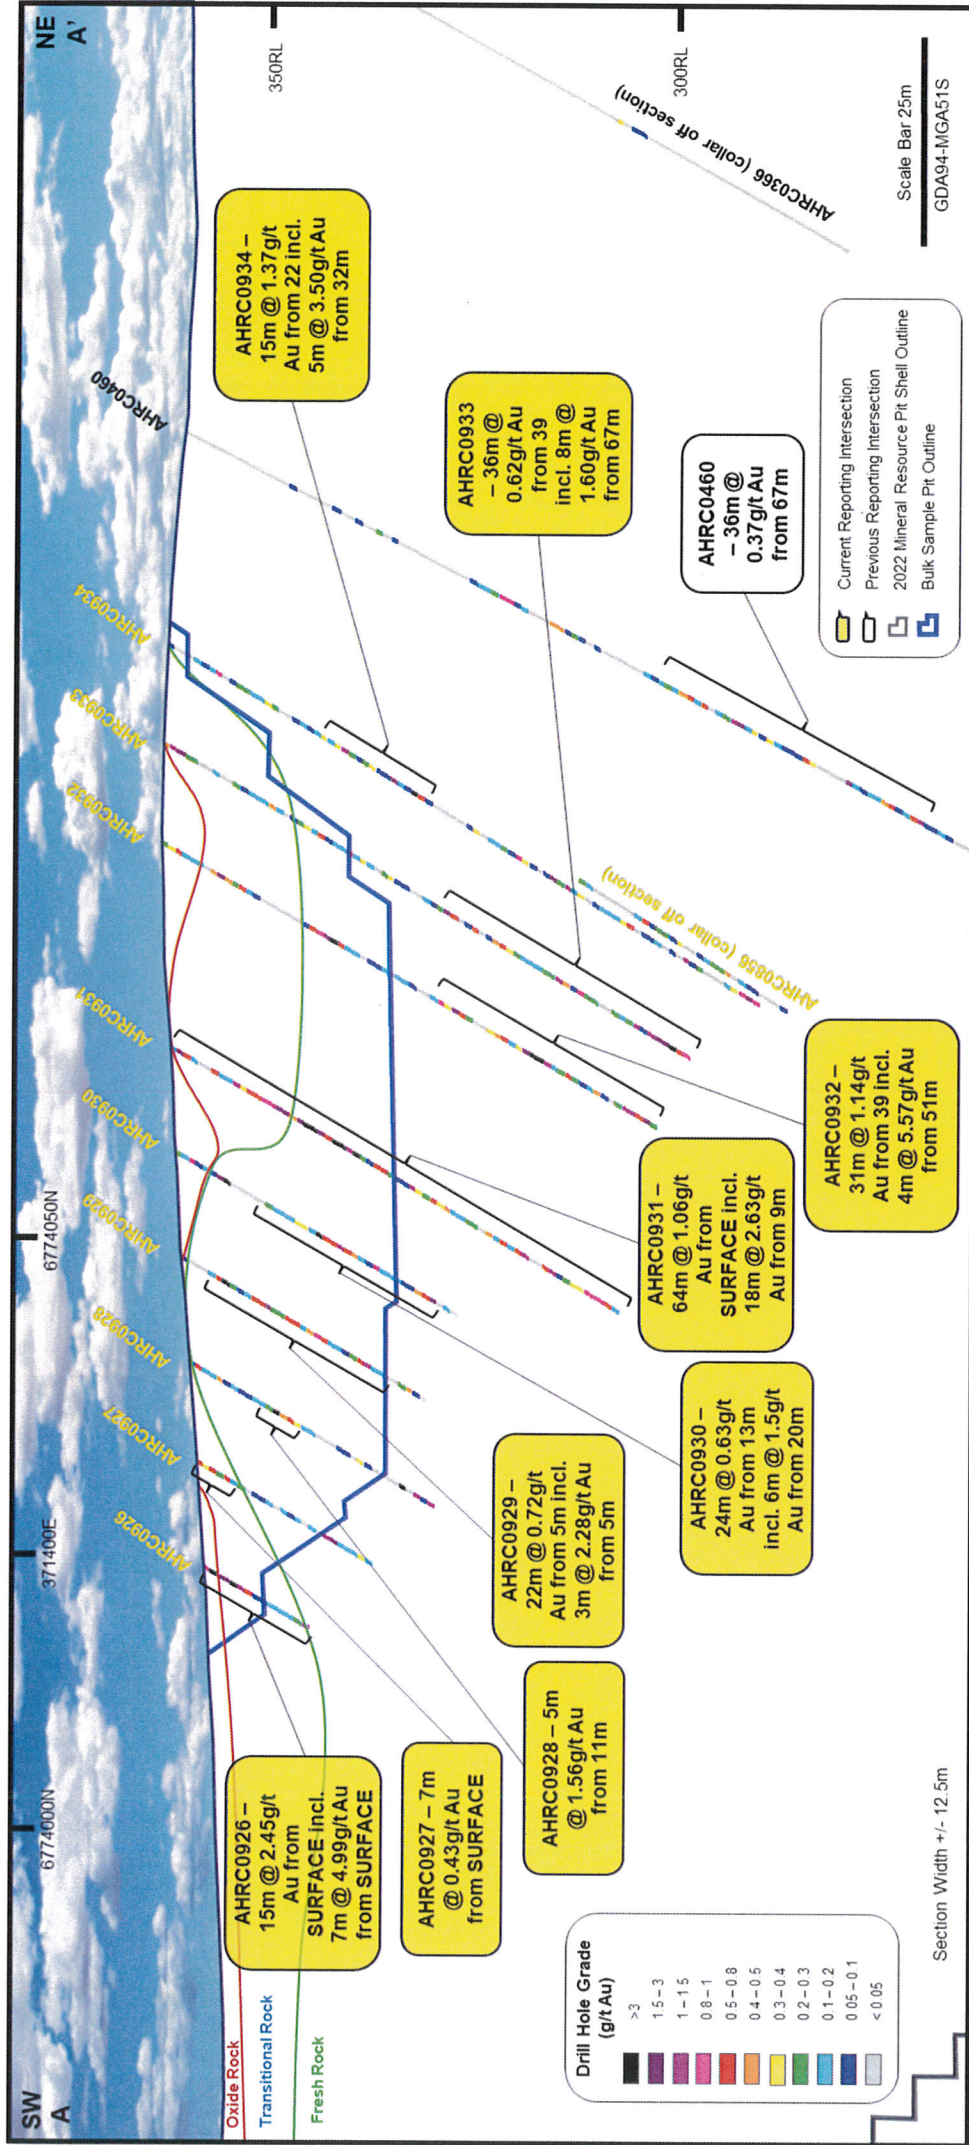 SW
A
NE
A'
6774000N
371400E
6774050N
350RL
300RL
AHRC0926
AHRC0927
AHRC0928
AHRC0929
AHRC0930
AHRC0931
AHRC0932
AHRC0933
AHRC0934
AHRC0460
Oxide Rock
Transitional Rock
Fresh Rock
AHRC0926 –
15m @ 2.45g/t
Au from
SURFACE incl.
7m @ 4.99g/t Au
from SURFACE
AHRC0927 – 7m
@ 0.43g/t Au
from SURFACE
AHRC0928 – 5m
@ 1.56g/t Au
from 11m
AHRC0929 –
22m @ 0.72g/t
Au from 5m incl.
3m @ 2.28g/t Au
from 5m
AHRC0930 –
24m @ 0.63g/t
Au from 13m
incl. 6m @ 1.5g/t
Au from 20m
AHRC0931 –
64m @ 1.06g/t
Au from
SURFACE incl.
18m @ 2.63g/t
Au from 9m
AHRC0932 –
31m @ 1.14g/t
Au from 39 incl.
4m @ 5.57g/t Au
from 51m
AHRC0856 (collar off section)
AHRC0933
– 36m @
0.62g/t Au
from 39
incl. 8m @
1.60g/t Au
from 67m
AHRC0934 –
15m @ 1.37g/t
Au from 22 incl.
5m @ 3.50g/t Au
from 32m
AHRC0460
– 36m @
0.37g/t Au
from 67m
AHRC0366 (collar off section)
Drill Hole Grade
(g/t Au)
>3
1.5 – 3
1 – 1.5
0.8 – 1
0.5 – 0.8
0.4 – 0.5
0.3 – 0.4
0.2 – 0.3
0.1 – 0.2
0.05 – 0.1
<0.05
Section Width +/- 12.5m
Current Reporting Intersection
Previous Reporting Intersection
2022 Mineral Resource Pit Shell Outline
Bulk Sample Pit Outline
Scale Bar 25m
GDA94-MGA51S